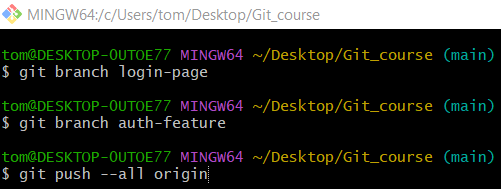 MINGW64:/c/Users/tom/Desktop/Git_course
tom@DESKTOP-OUTOE77 MINGW64 ~/Desktop/Git_course (main)
$ git branch login-page
tom@DESKTOP-OUTOE77 MINGW64 ~/Desktop/Git_course (main)
$ git branch auth-feature
tom@DESKTOP-OUTOE77 MINGW64 ~/Desktop/Git_course (main)
$ git push --all origin